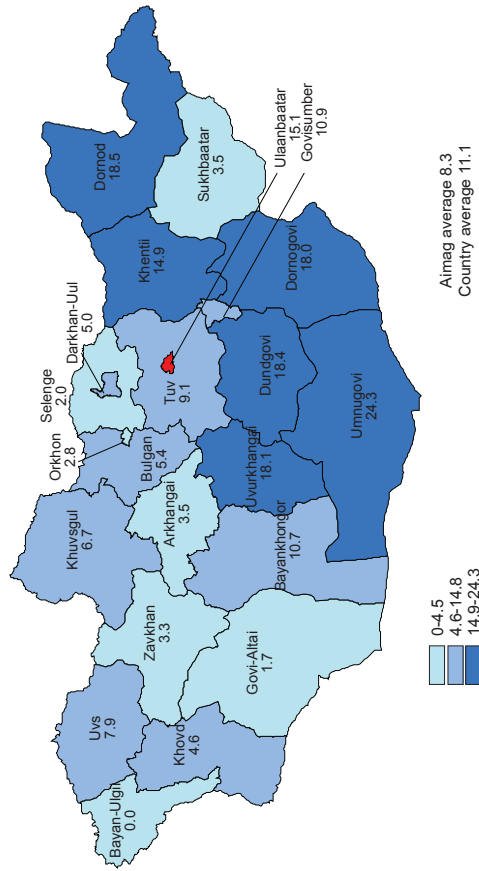 Bayan-Ulgii
0.0
Uvs
7.9
Khovd
4.6
Zavkhan
3.3
Govi-Altai
1.7
Khuvsgul
6.7
Arkhangai
3.5
Bayankhongor
10.7
Orkhon
2.8
Bulgan
5.4
Uvurkhangai
18.1
Selenge
2.0
Darkhan-Uul
5.0
Tuv
9.1
Dundgovi
18.4
Umnugovi
24.3
Khentii
14.9
Dornogovi
18.0
Dornod
18.5
Sukhbaatar
3.5
Ulaanbaatar
15.1
Govisumber
10.9
0-4.5
4.6-14.8
14.9-24.3
Aimag average 8.3
Country average 11.1